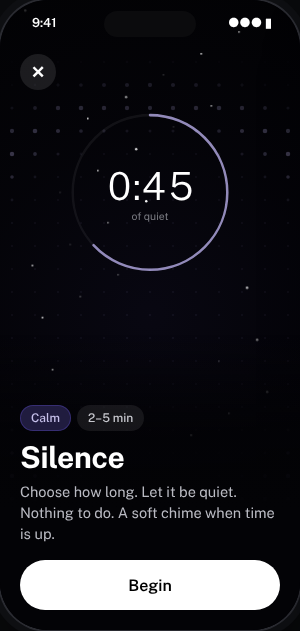 9:41
0:45
of quiet
Calm
2–5 min
Silence
Choose how long. Let it be quiet.
Nothing to do. A soft chime when time
is up.
Begin